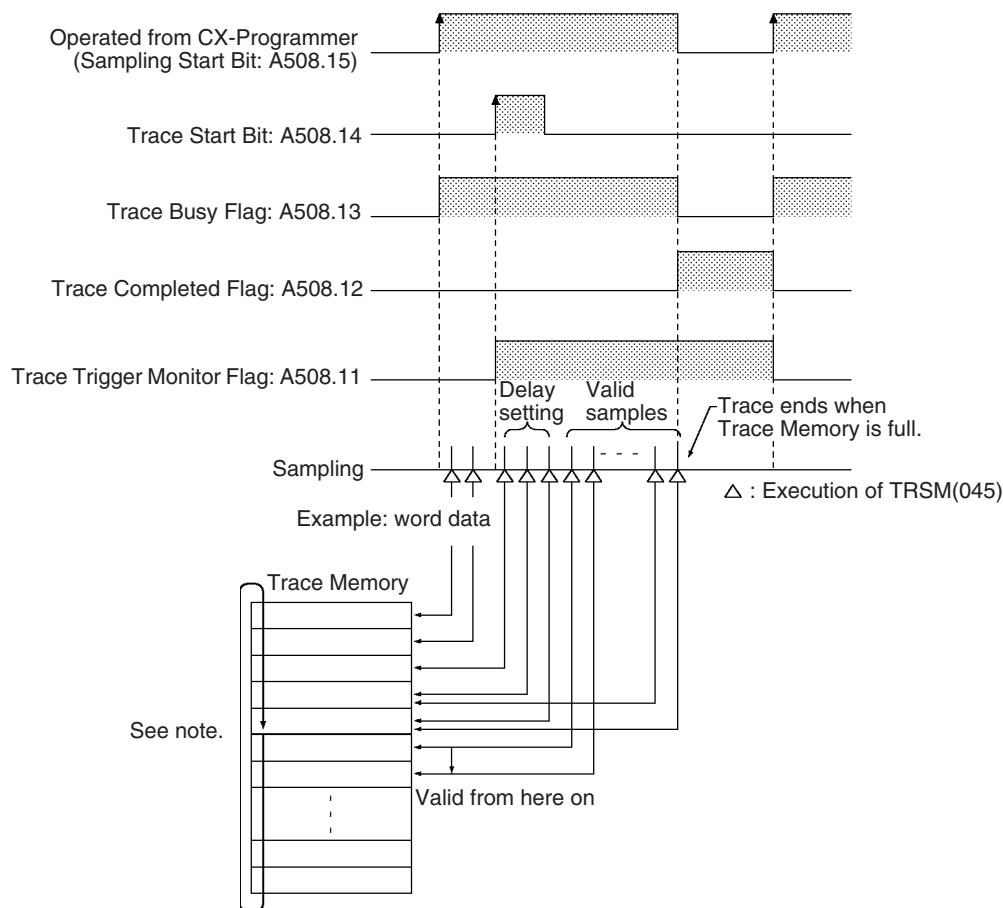 Operated from CX-Programmer
(Sampling Start Bit: A508.15)
Trace Start Bit: A508.14
Trace Busy Flag: A508.13
Trace Completed Flag: A508.12
Trace Trigger Monitor Flag: A508.11
Delay
setting
Valid
samples
Trace ends when
Trace Memory is full.
Sampling
△ : Execution of TRSM(045)
Example: word data
Trace Memory
See note.
Valid from here on